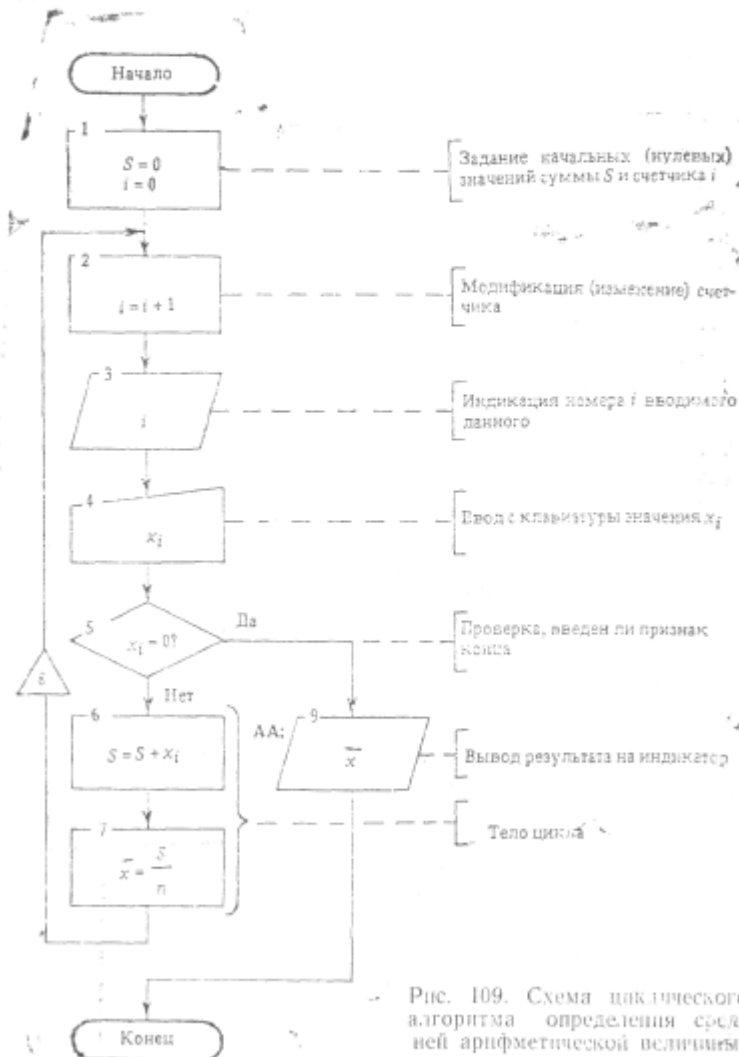 Начало
1
S = 0
i = 0
Задание начальных (нулевых)
значений суммы S и счетчика i
2
i = i + 1
Модификация (изменение) счет-
чика
3
i
Индикация номера i вводимого
данного
4
x_i
Ввод с клавиатуры значения x_i
5
x_i = 0?
Да
Проверка, введен ли признак
конца
8
Нет
6
S = S + x_i
АА:
9
x̄
Вывод результата на индикатор
7
x̄ = S/n
Тело цикла
Рис. 109. Схема циклического
алгоритма определения сред
ней арифметической величины
Конец